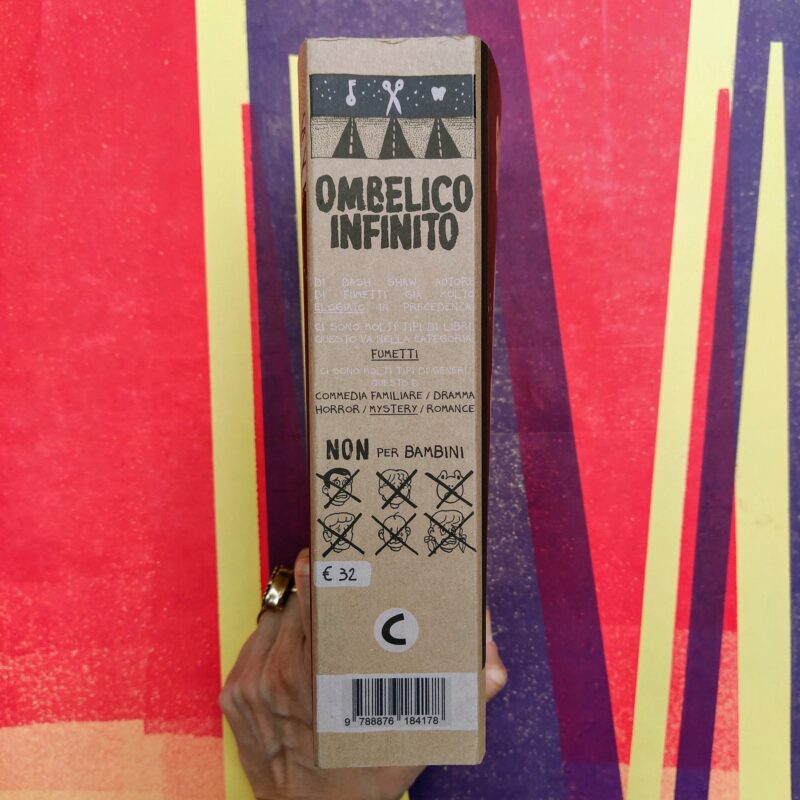 OMBELICO
INFINITO
DI DASH SHAW AUTORE
DI FUMETTI GIÀ MOLTO
ELOGIATO IN PRECEDENZA
CI SONO MOLTI TIPI DI LIBRI
QUESTO VA NELLA CATEGORIA
FUMETTI
CI SONO MOLTI TIPI DI GENERI
QUESTO È
COMMEDIA FAMILIARE / DRAMMA
HORROR / MYSTERY / ROMANCE
NON PER BAMBINI
€ 32
C
9 788876 184178